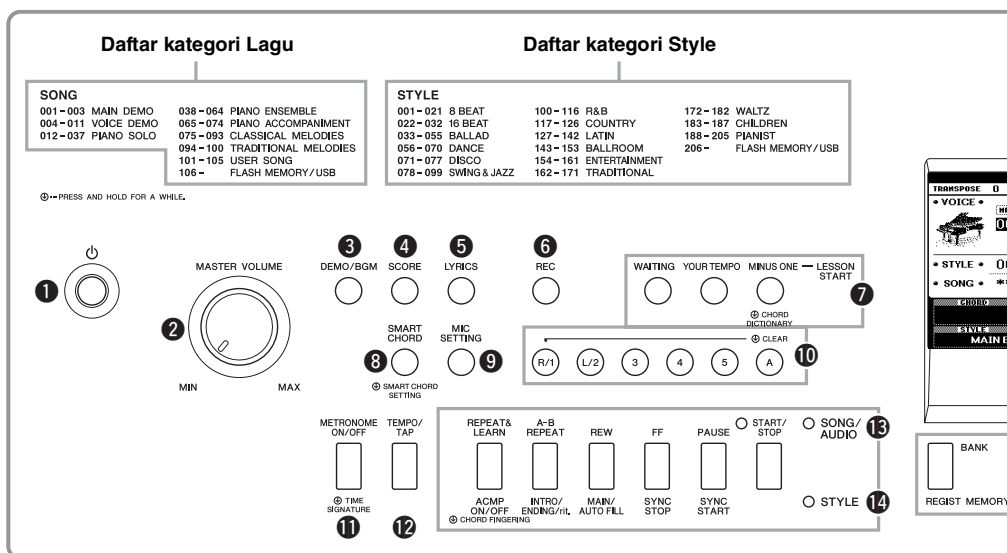 Daftar kategori Lagu
Daftar kategori Style
SONG
001–003 MAIN DEMO
004–011 VOICE DEMO
012–037 PIANO SOLO
038–064 PIANO ENSEMBLE
065–074 PIANO ACCOMPANIMENT
075–093 CLASSICAL MELODIES
094–100 TRADITIONAL MELODIES
101–105 USER SONG
106– FLASH MEMORY/USB
STYLE
001–021 8 BEAT
022–032 16 BEAT
033–055 BALLAD
056–070 DANCE
071–077 DISCO
078–099 SWING & JAZZ
100–116 R&B
117–126 COUNTRY
127–142 LATIN
143–153 BALLROOM
154–161 ENTERTAINMENT
162–171 TRADITIONAL
172–182 WALTZ
183–187 CHILDREN
188–205 PIANIST
206– FLASH MEMORY/USB
PRESS AND HOLD FOR A WHILE.
1
MASTER VOLUME
2
MIN MAX
3 4 5 6
DEMO/BGM SCORE LYRICS REC
WAITING YOUR TEMPO MINUS ONE — LESSON START
7
CHORD DICTIONARY
SMART CHORD
8
SMART CHORD SETTING
MIC SETTING
9
CLEAR
R/1 L/2 3 4 5 A
10
METRONOME ON/OFF
TIME SIGNATURE
11
TEMPO/TAP
12
REPEAT& LEARN
A-B REPEAT
REW
FF
PAUSE
START/STOP
SONG/AUDIO
13
ACMP ON/OFF
CHORD FINGERING
INTRO/ENDING/rit.
MAIN/AUTO FILL
SYNC STOP
SYNC START
STYLE
14
TRANSPOSE 0
VOICE
STYLE
SONG
CHORD
STYLE
BANK
REGIST MEMORY